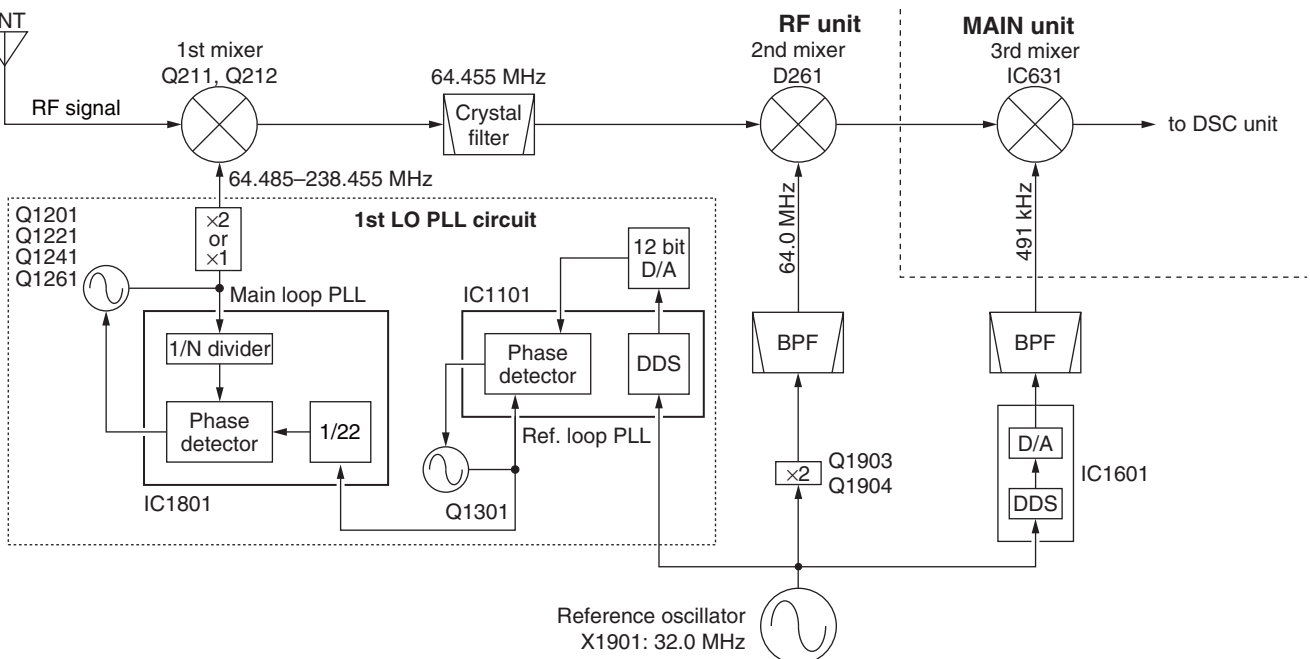 NT
RF unit
MAIN unit
1st mixer
Q211, Q212
64.455 MHz
2nd mixer
D261
3rd mixer
IC631
RF signal
Crystal
filter
to DSC unit
64.485–238.455 MHz
64.0 MHz
491 kHz
1st LO PLL circuit
Q1201
Q1221
Q1241
Q1261
×2
or
×1
12 bit
D/A
Main loop PLL
IC1101
1/N divider
Phase
detector
DDS
BPF
BPF
Phase
detector
1/22
Ref. loop PLL
IC1801
Q1301
×2
Q1903
Q1904
D/A
DDS
IC1601
Reference oscillator
X1901: 32.0 MHz